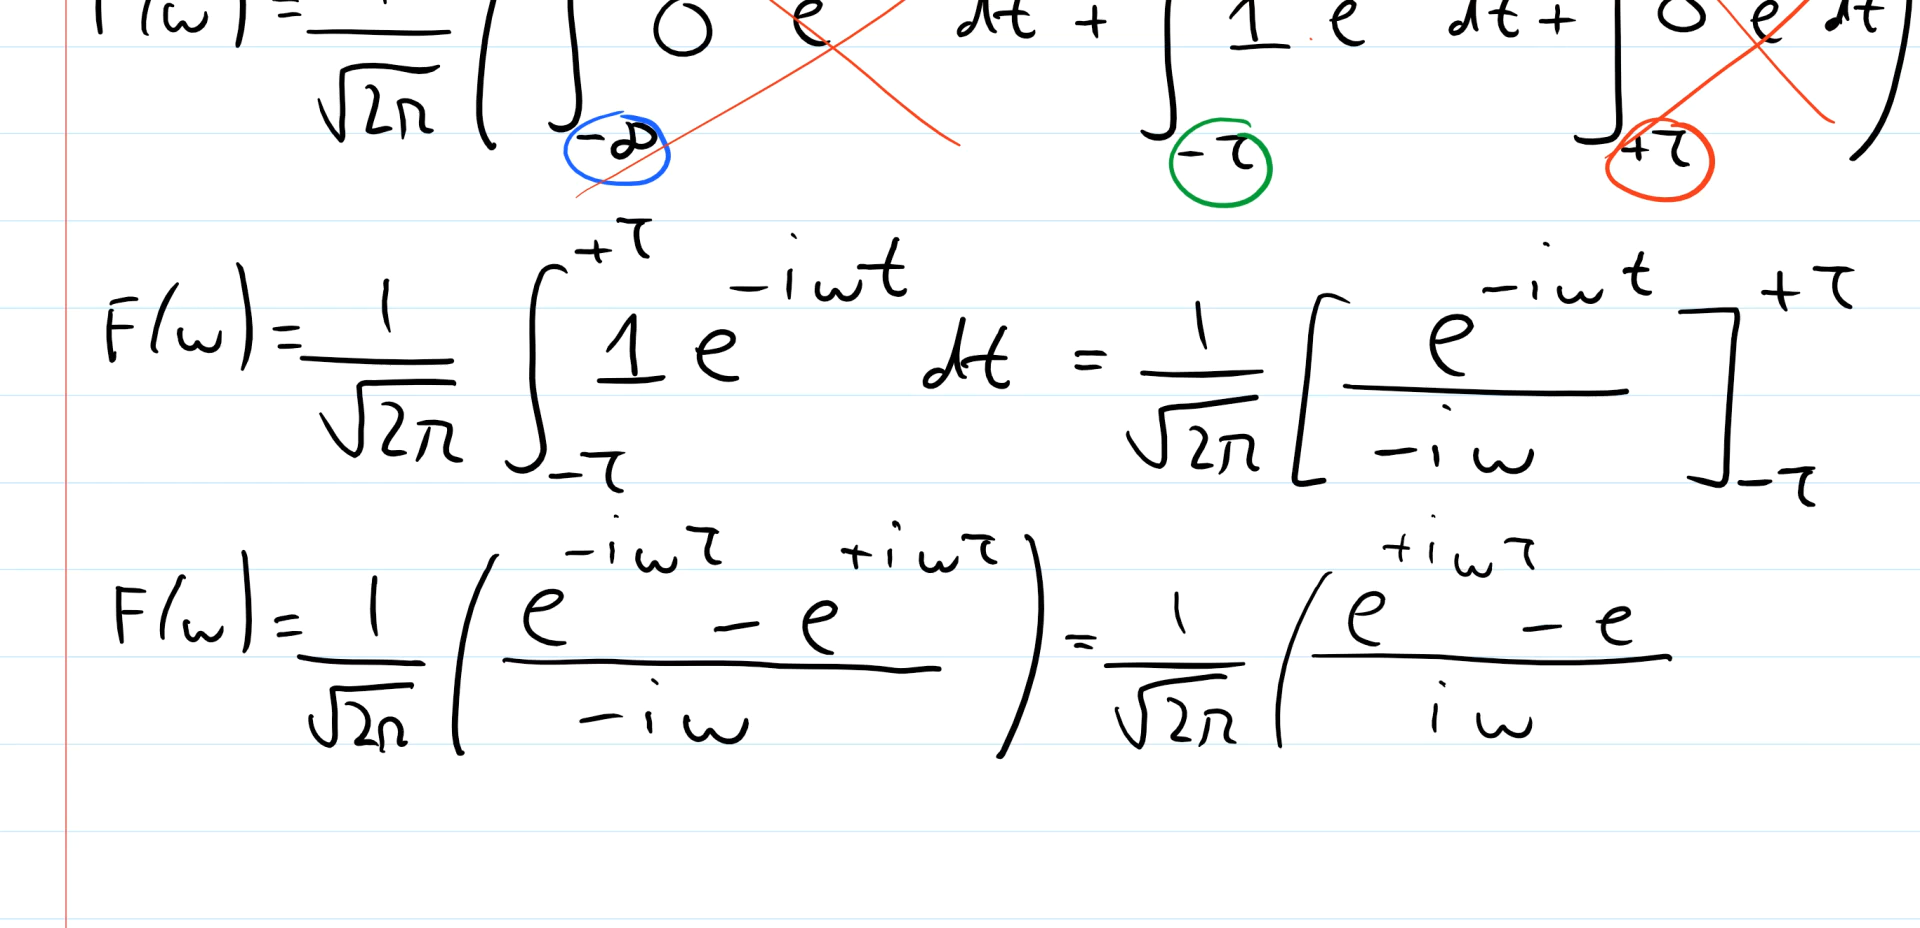 F(ω) = 1/√2π ( ∫_{-∞} 0 e dt + ∫_{-τ} 1 e dt + ∫_{+τ} 0 e dt )
F(ω) = 1/√2π ∫_{-τ}^{+τ} 1 e^{-iωt} dt = 1/√2π [ e^{-iωt} / -iω ]_{-τ}^{+τ}
F(ω) = 1/√2π ( (e^{-iωτ} - e^{+iωτ}) / -iω ) = 1/√2π ( (e^{+iωτ} - e) / iω